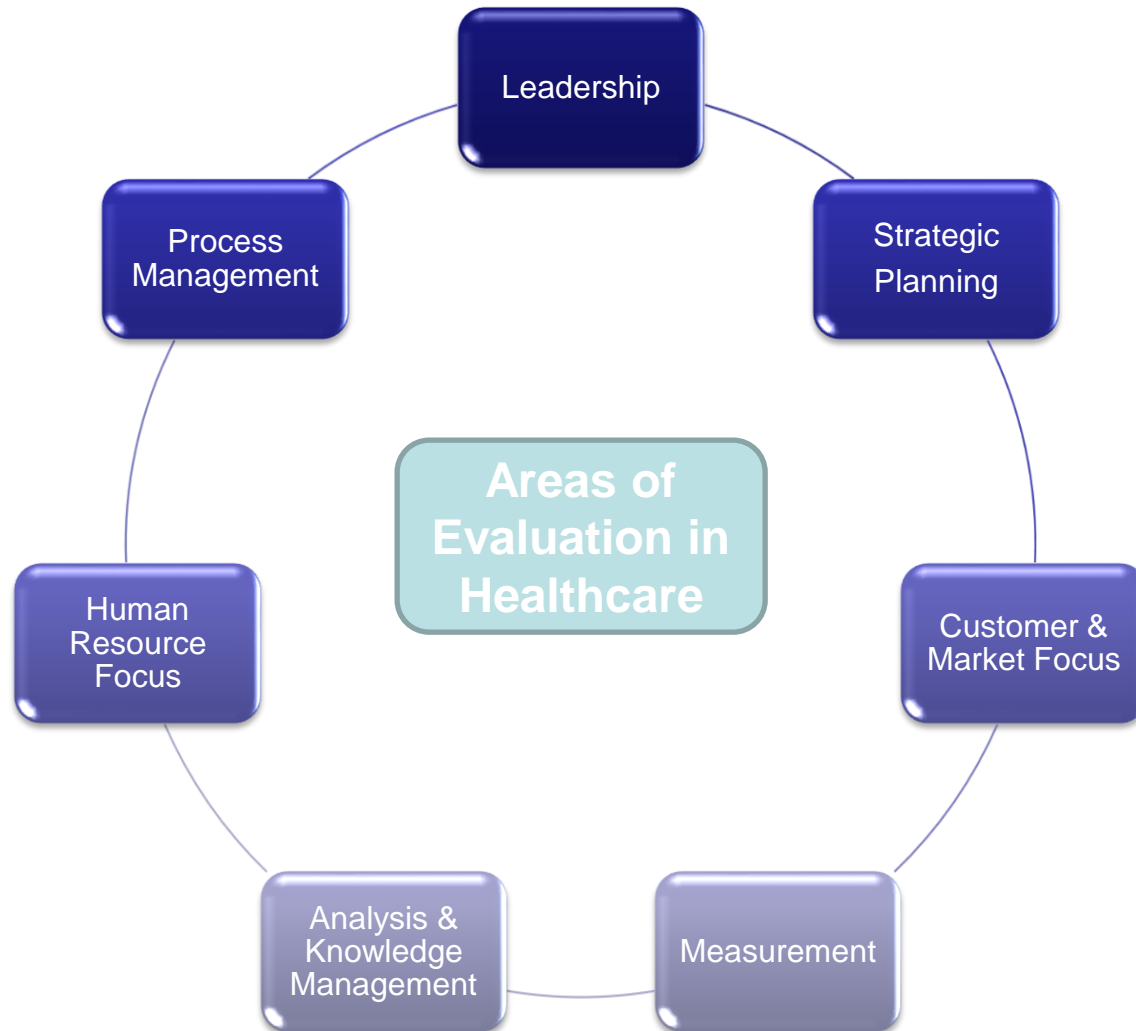 Leadership
Strategic
Planning
Customer &
Market Focus
Measurement
Analysis &
Knowledge
Management
Human
Resource
Focus
Process
Management
Areas of
Evaluation in
Healthcare